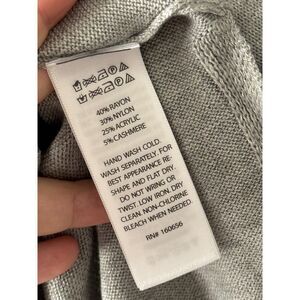 40% RAYON
30% NYLON
25% ACRYLIC
5% CASHMERE
HAND WASH COLD.
WASH SEPARATELY. FOR
BEST APPEARANCE RE-
SHAPE AND FLAT DRY.
DO NOT WRING OR
TWIST. LOW IRON. DRY
CLEAN. NON-CHLORINE
BLEACH WHEN NEEDED.
RN# 160656